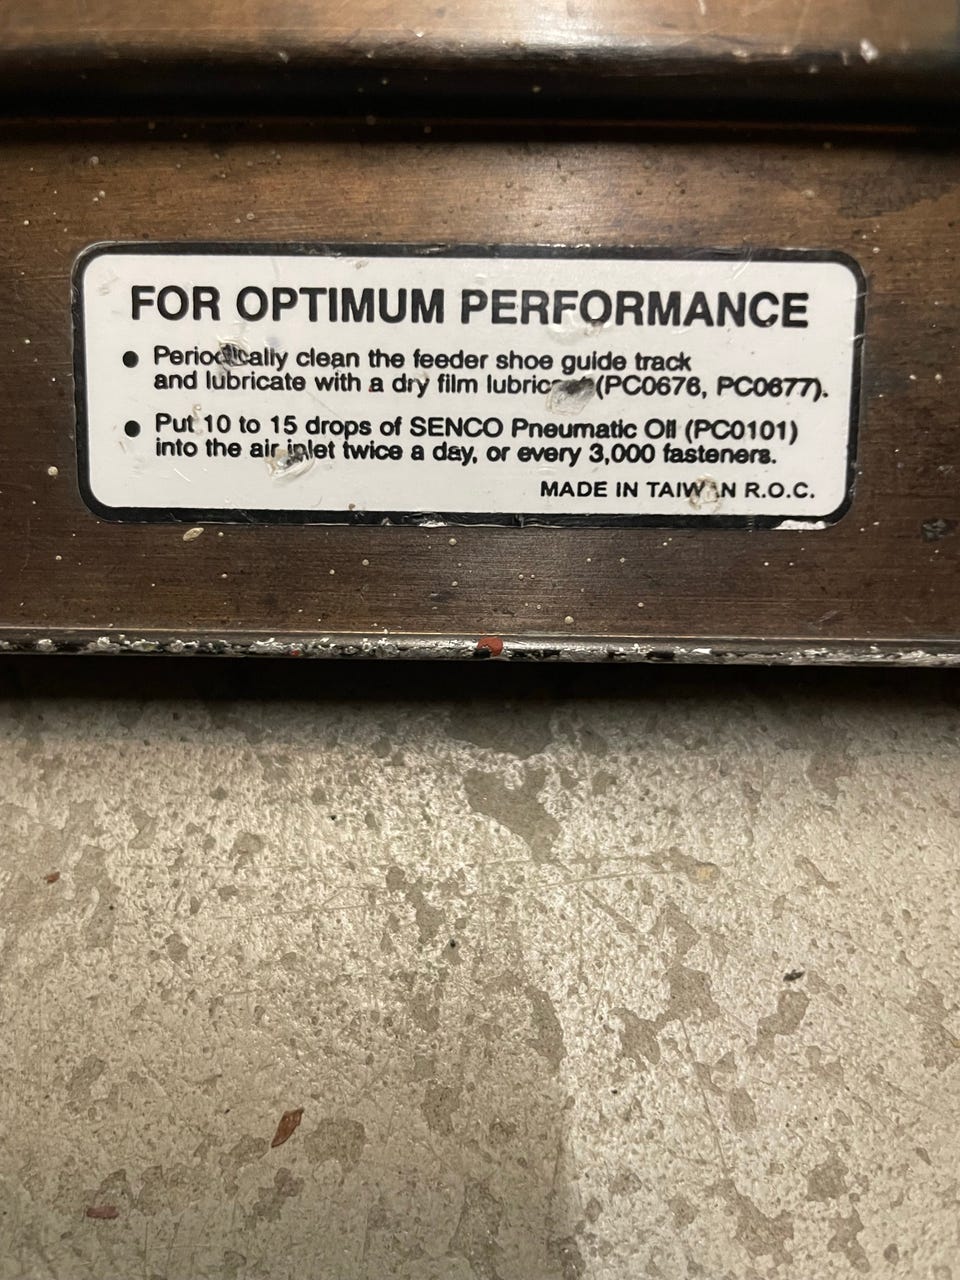 FOR OPTIMUM PERFORMANCE
● Periodically clean the feeder shoe guide track
and lubricate with a dry film lubricant (PC0676, PC0677).
● Put 10 to 15 drops of SENCO Pneumatic Oil (PC0101)
into the air inlet twice a day, or every 3,000 fasteners.
MADE IN TAIWAN R.O.C.